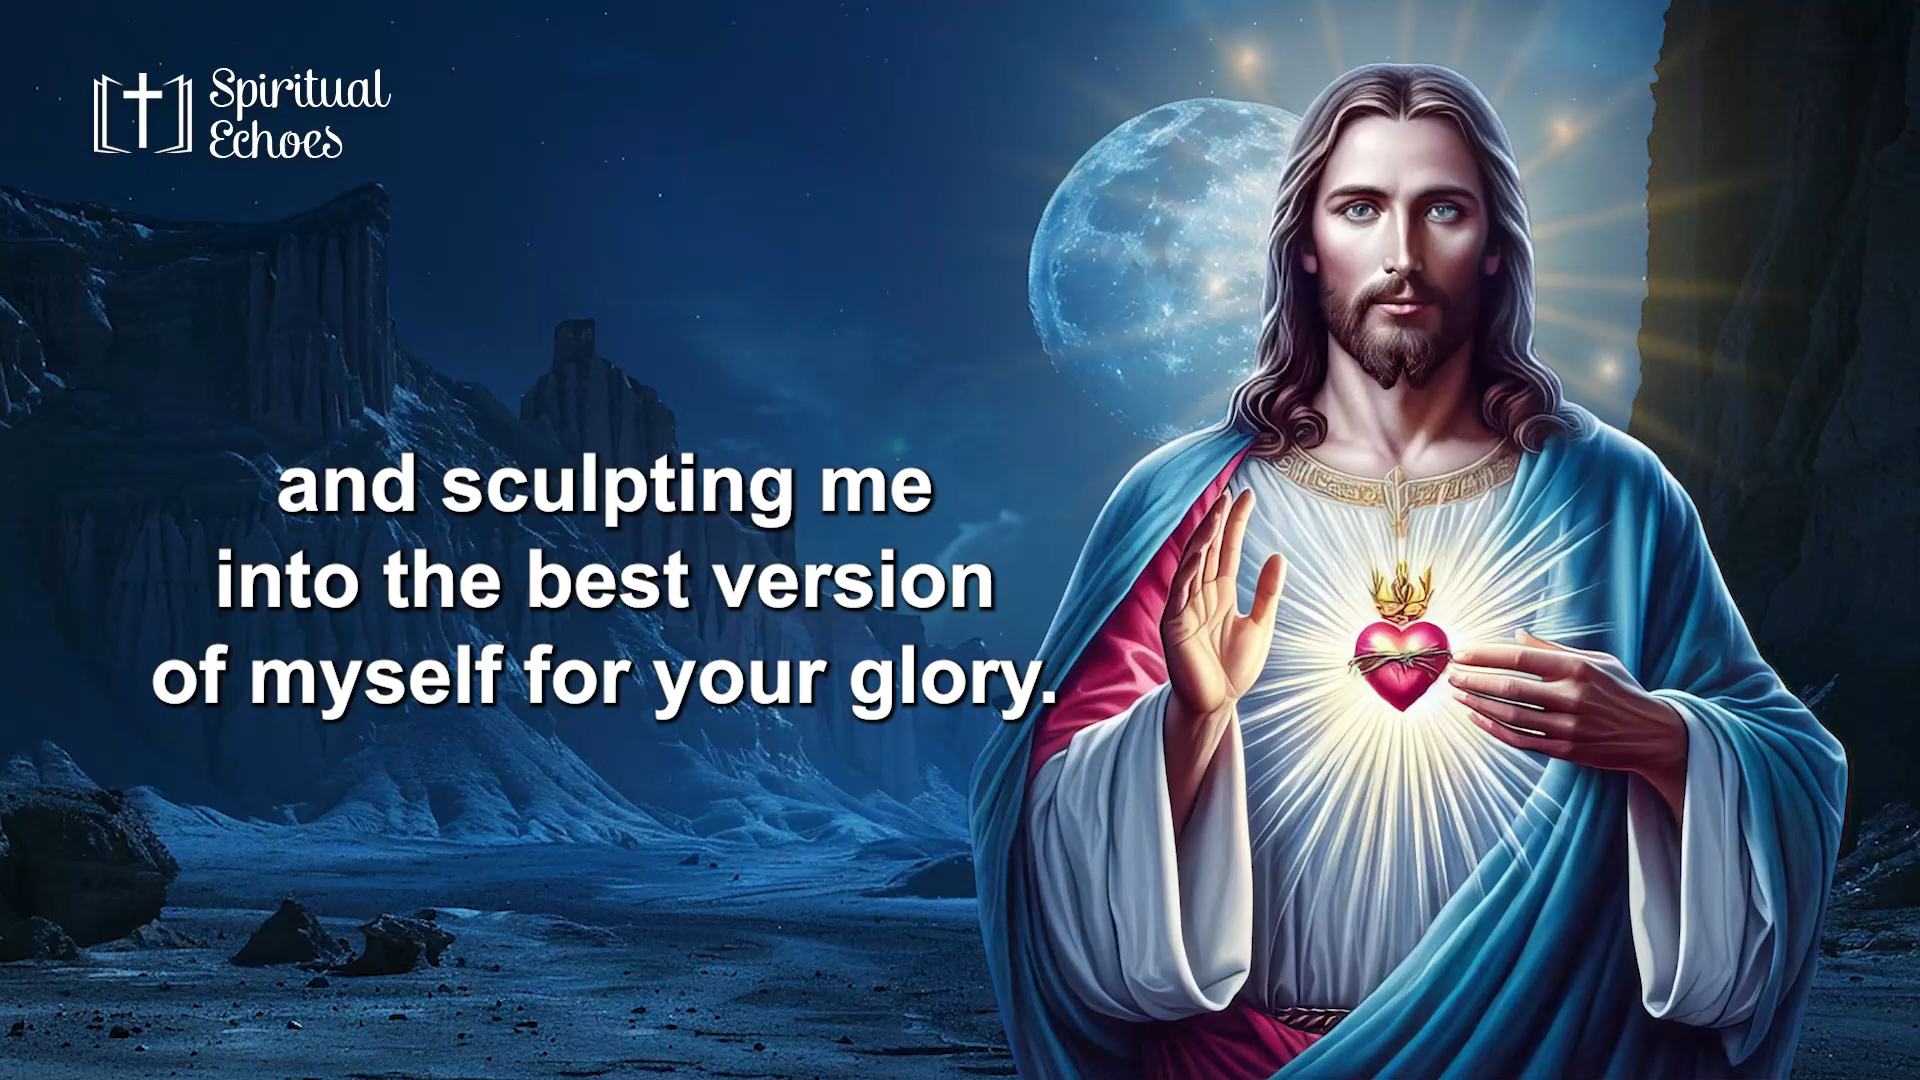 Spiritual
Echoes
and sculpting me
into the best version
of myself for your glory.